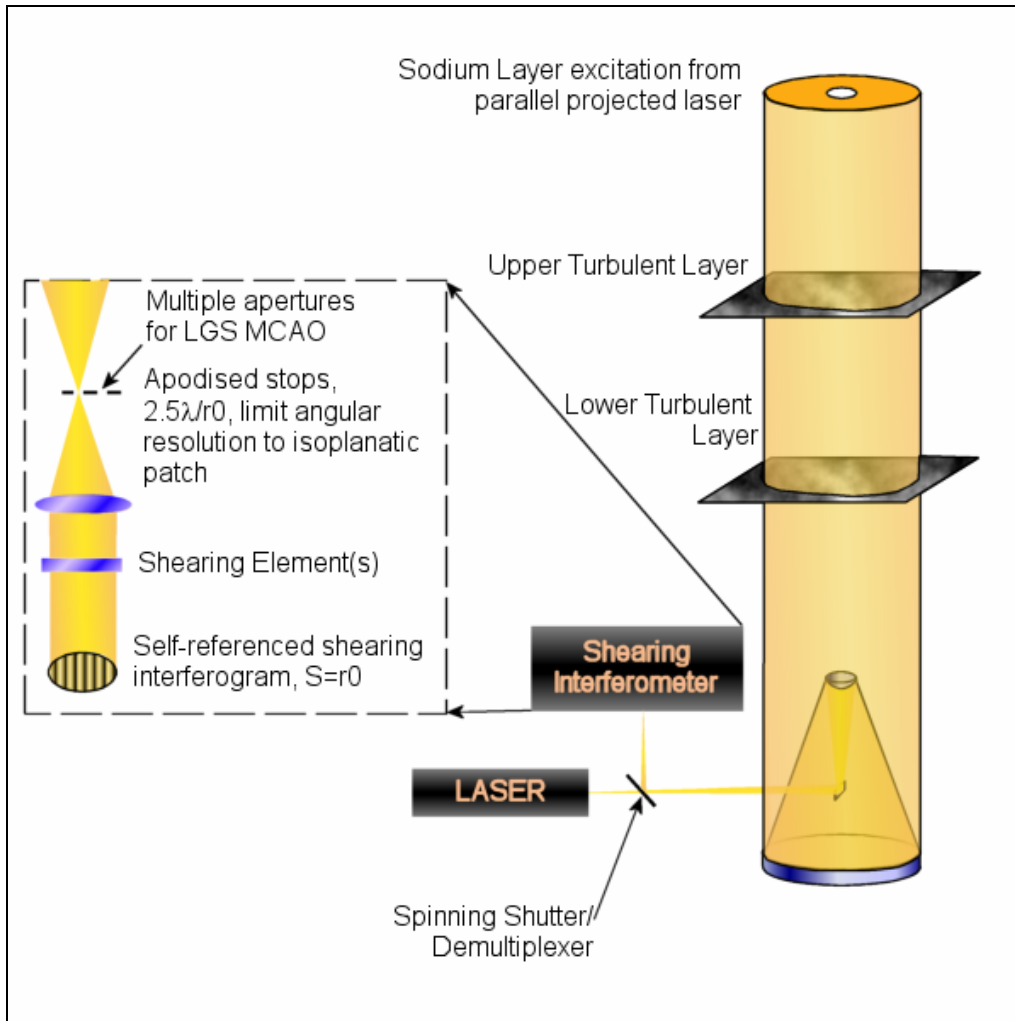 Sodium Layer excitation from
parallel projected laser
Upper Turbulent Layer
Multiple apertures
for LGS MCAO
Apodised stops,
2.5λ/r0, limit angular
resolution to isoplanatic
patch
Lower Turbulent
Layer
Shearing Element(s)
Self-referenced shearing
interferogram, S=r0
Shearing
Interferometer
LASER
Spinning Shutter/
Demultiplexer